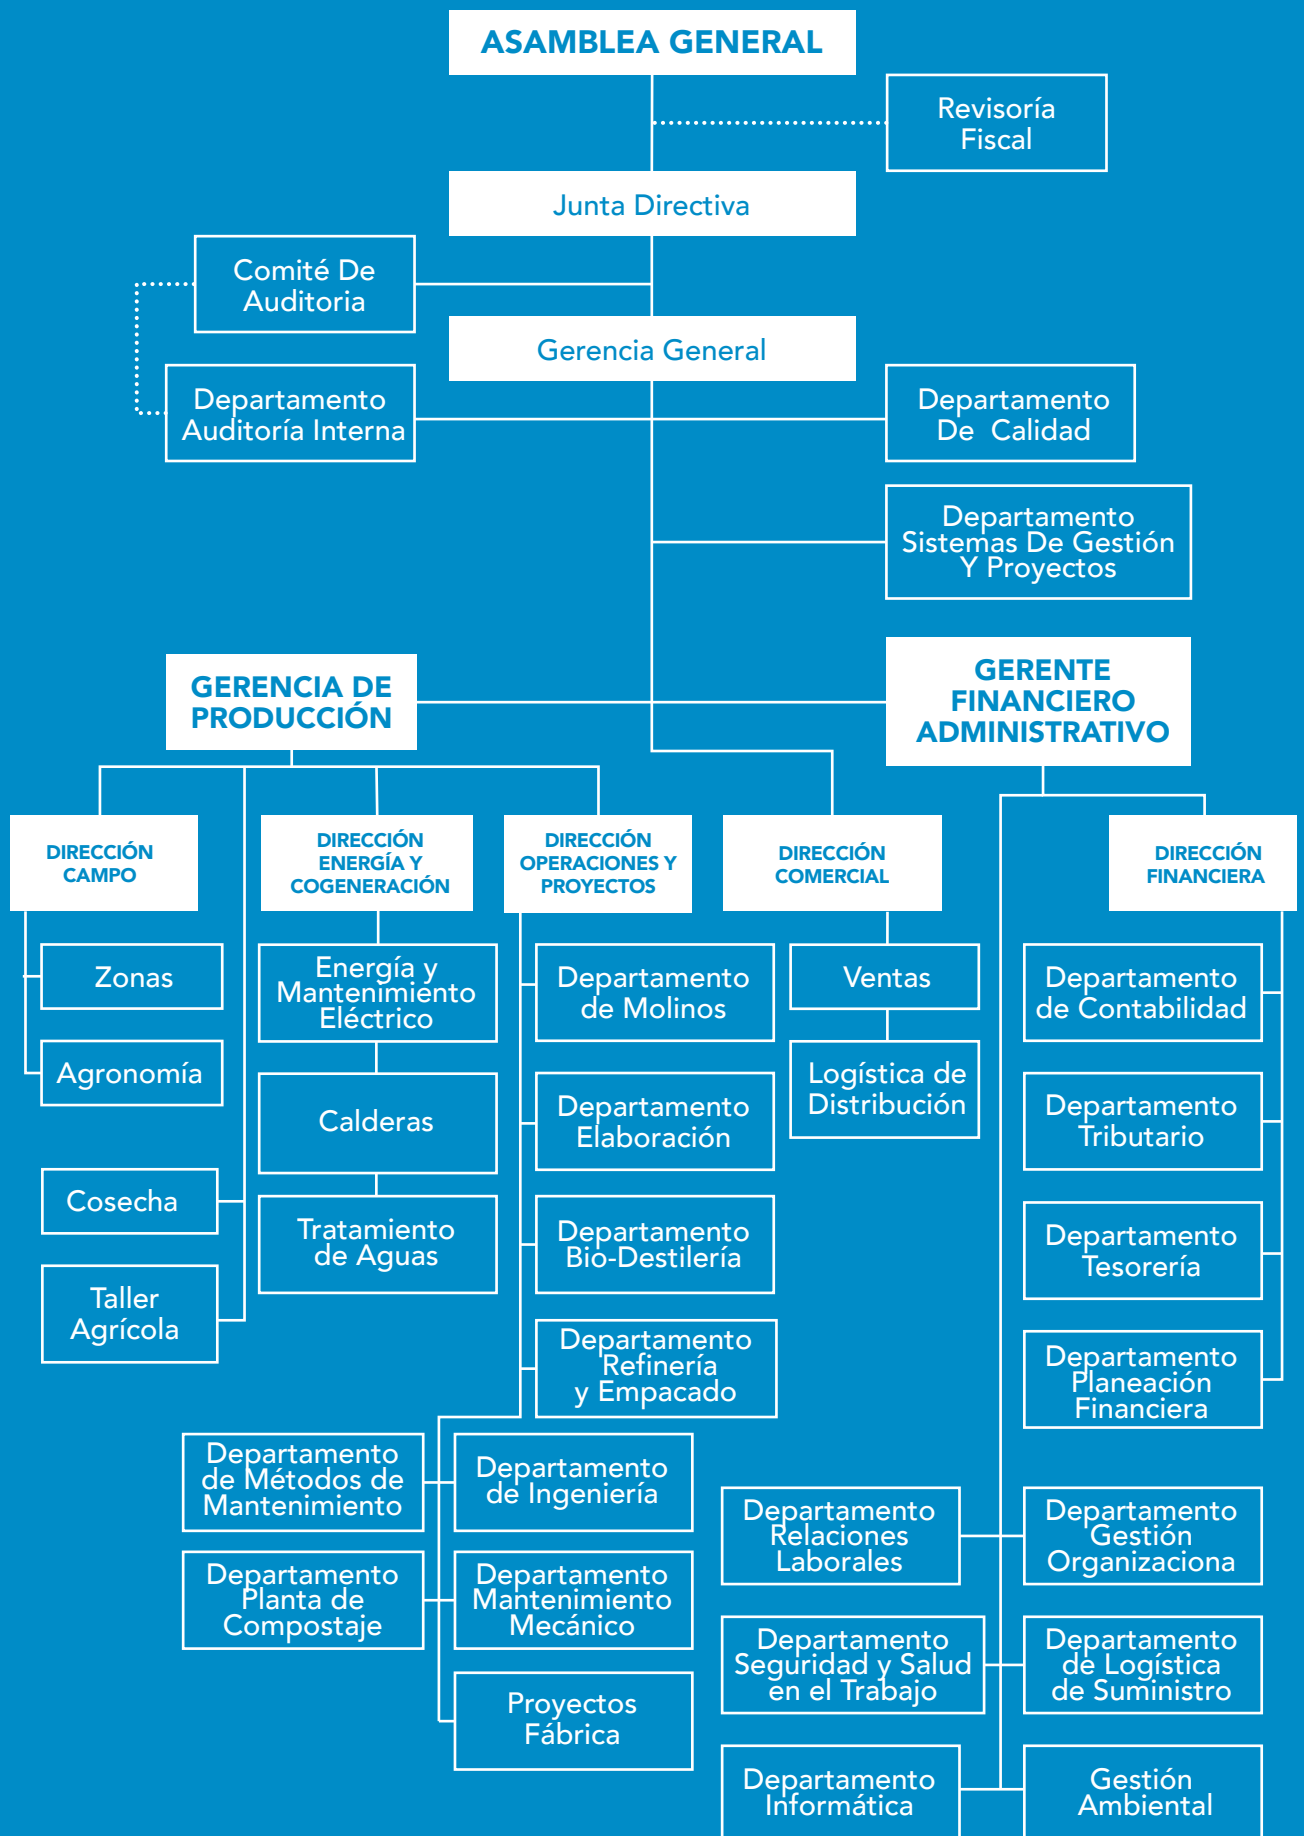 ASAMBLEA GENERAL
Revisoría
Fiscal
Junta Directiva
Comité De
Auditoria
Gerencia General
Departamento
Auditoría Interna
Departamento
De Calidad
Departamento
Sistemas De Gestión
Y Proyectos
GERENCIA DE
PRODUCCIÓN
GERENTE
FINANCIERO
ADMINISTRATIVO
DIRECCIÓN
CAMPO
DIRECCIÓN
ENERGÍA Y
COGENERACIÓN
DIRECCIÓN
OPERACIONES Y
PROYECTOS
DIRECCIÓN
COMERCIAL
DIRECCIÓN
FINANCIERA
Zonas
Agronomía
Cosecha
Taller
Agrícola
Energía y
Mantenimiento
Eléctrico
Calderas
Tratamiento
de Aguas
Departamento
de Molinos
Departamento
Elaboración
Departamento
Bio-Destilería
Departamento
Refinería
y Empacado
Ventas
Logística de
Distribución
Departamento
de Contabilidad
Departamento
Tributario
Departamento
Tesorería
Departamento
Planeación
Financiera
Departamento
de Métodos de
Mantenimiento
Departamento
de Ingeniería
Departamento
Planta de
Compostaje
Departamento
Mantenimiento
Mecánico
Proyectos
Fábrica
Departamento
Relaciones
Laborales
Departamento
Gestión
Organizaciona
Departamento
Seguridad y Salud
en el Trabajo
Departamento
de Logística
de Suministro
Departamento
Informática
Gestión
Ambiental